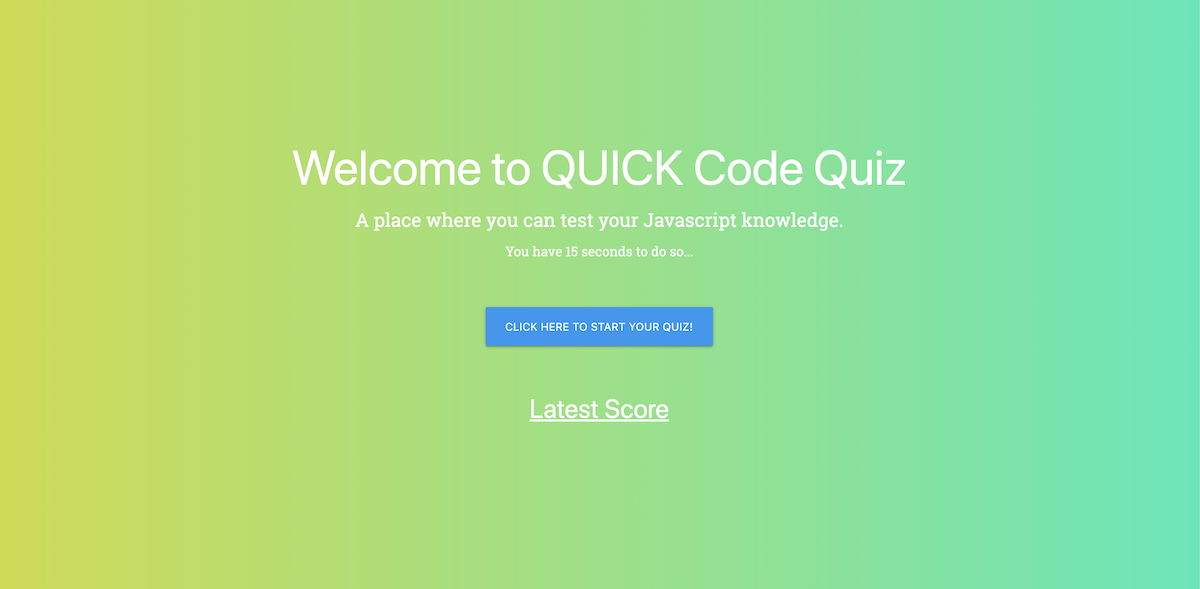 Welcome to QUICK Code Quiz
A place where you can test your Javascript knowledge.
You have 15 seconds to do so...
CLICK HERE TO START YOUR QUIZ!
Latest Score